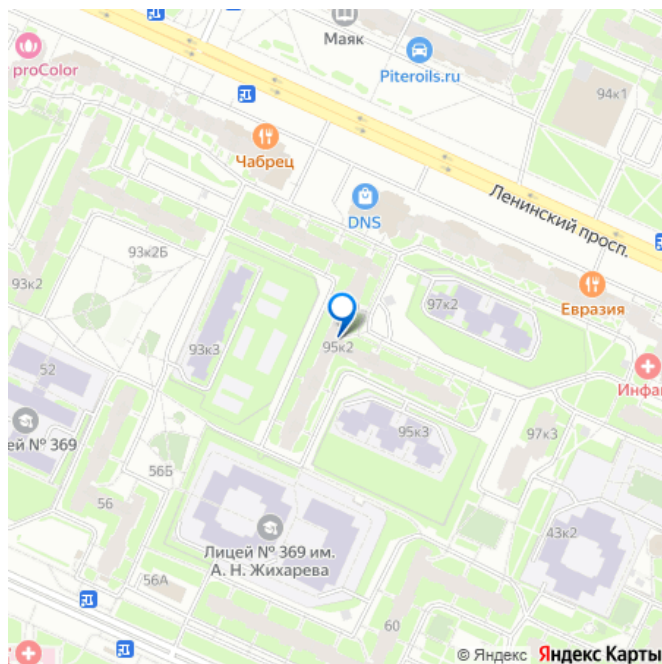 Маяк
proColor
Piteroils.ru
94к1
Чабрец
Ленинский просп.
DNS
93к2Б
93к2
97к2
Евразия
93к3
95к2
52
Инфа
ей № 369
95к3
97к3
56Б
56
43к2
Лицей № 369 им.
А. Н. Жихарева
56А
60
© Яндекс Яндекс Карты